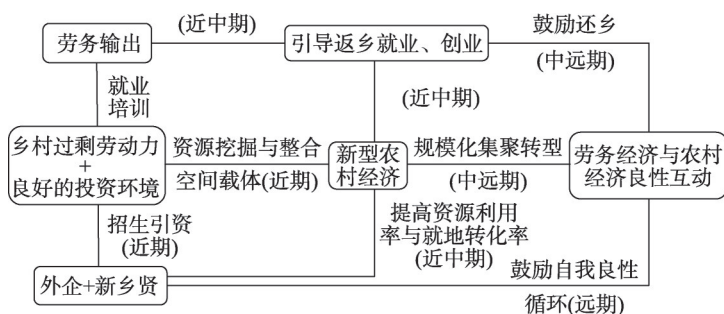 劳务输出
(近中期)
引导返乡就业、创业
鼓励还乡
(中远期)
就业
培训
(近中期)
乡村过剩劳动力
+
良好的投资环境
资源挖掘与整合
空间载体(近期)
新型农
村经济
规模化集聚转型
(中远期)
劳务经济与农村
经济良性互动
招生引资
(近期)
提高资源利用
率与就地转化率
(近中期)
外企+新乡贤
鼓励自我良性
循环(远期)